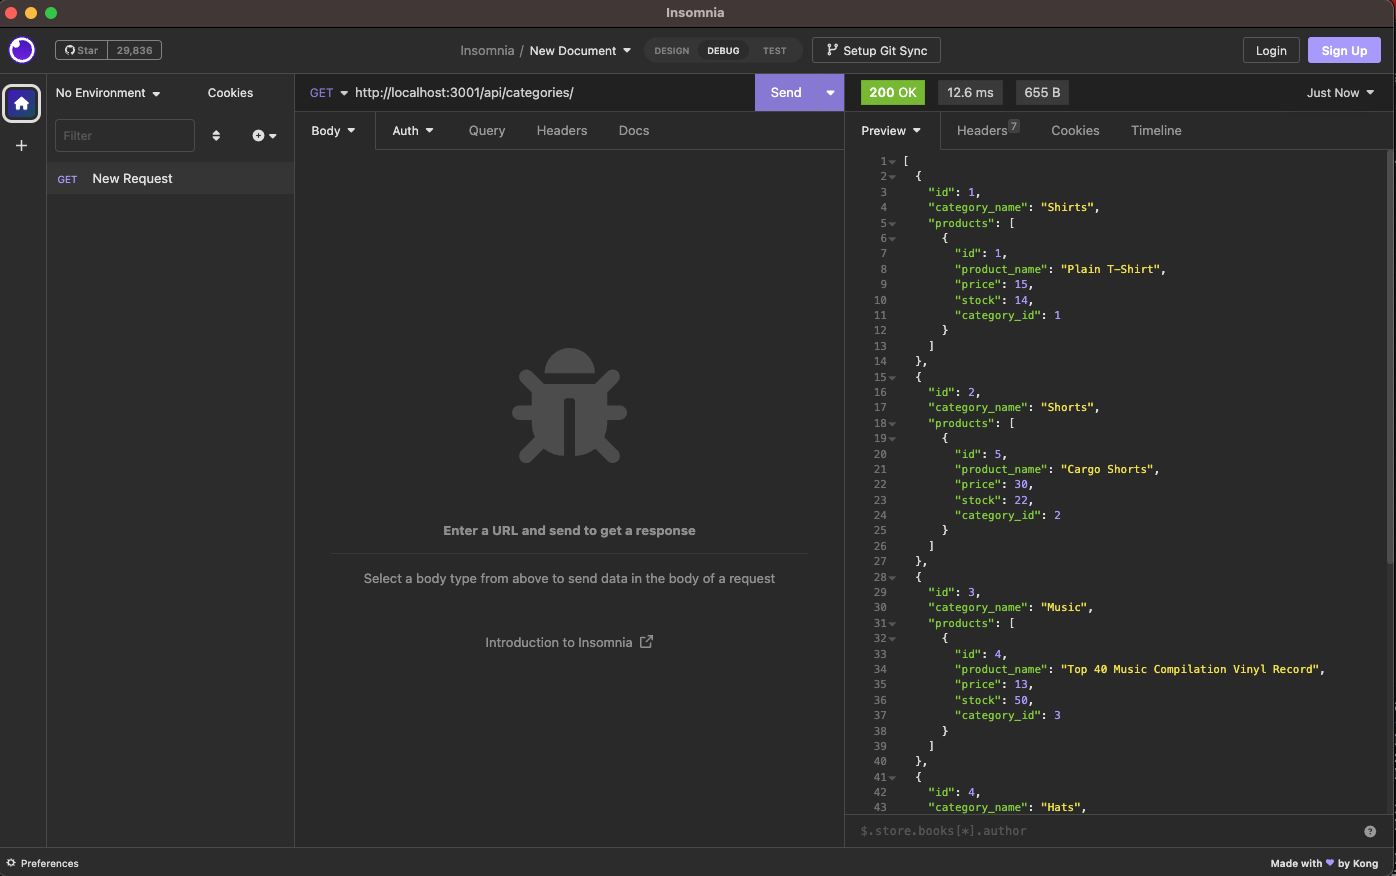 Insomnia
Star 29,836
Insomnia / New Document
DESIGN DEBUG TEST
Setup Git Sync
Login
Sign Up
No Environment
Cookies
GET http://localhost:3001/api/categories/
Send
200 OK
12.6 ms
655 B
Just Now
Filter
Body
Auth
Query
Headers
Docs
Preview
Headers 7
Cookies
Timeline
GET New Request
Enter a URL and send to get a response
Select a body type from above to send data in the body of a request
Introduction to Insomnia
1 [
2 {
3 "id": 1,
4 "category_name": "Shirts",
5 "products": [
6 {
7 "id": 1,
8 "product_name": "Plain T-Shirt",
9 "price": 15,
10 "stock": 14,
11 "category_id": 1
12 }
13 ]
14 },
15 {
16 "id": 2,
17 "category_name": "Shorts",
18 "products": [
19 {
20 "id": 5,
21 "product_name": "Cargo Shorts",
22 "price": 30,
23 "stock": 22,
24 "category_id": 2
25 }
26 ]
27 },
28 {
29 "id": 3,
30 "category_name": "Music",
31 "products": [
32 {
33 "id": 4,
34 "product_name": "Top 40 Music Compilation Vinyl Record",
35 "price": 13,
36 "stock": 50,
37 "category_id": 3
38 }
39 ]
40 },
41 {
42 "id": 4,
43 "category_name": "Hats",
$.store.books[*].author
Preferences
Made with ♥ by Kong